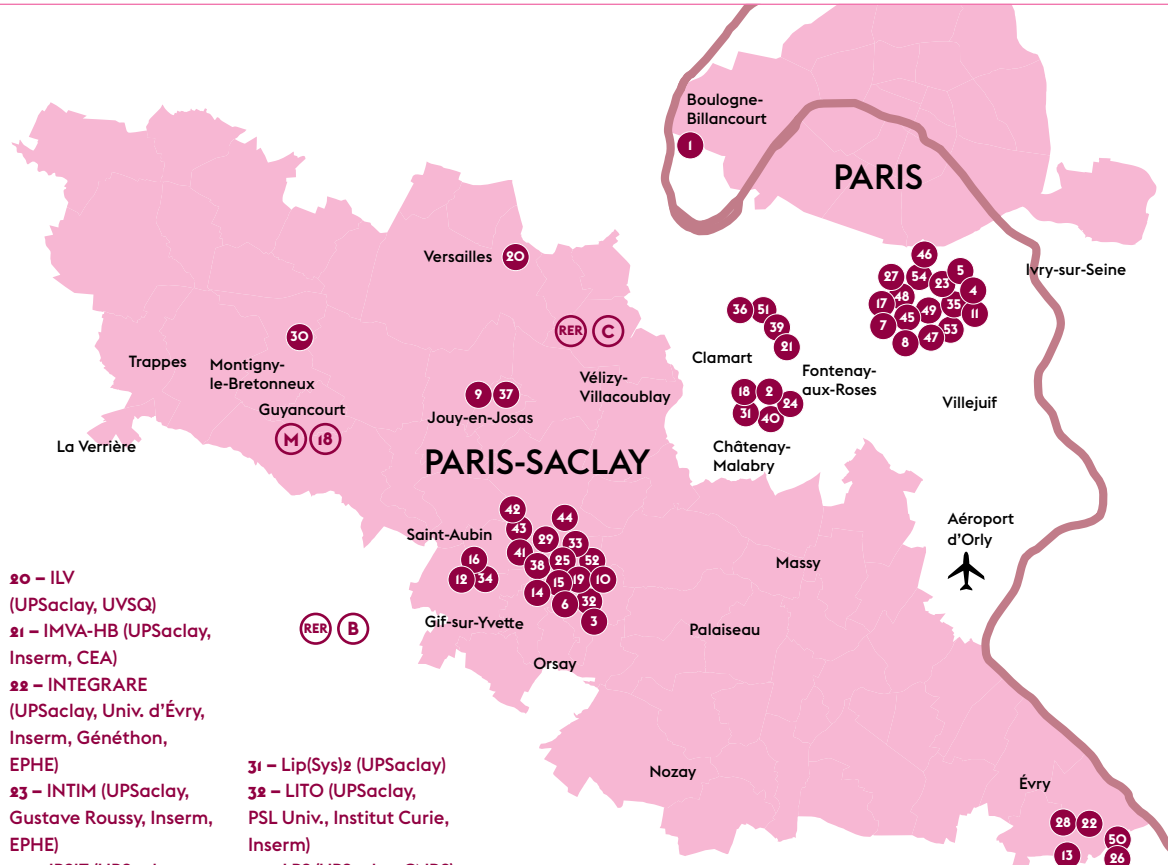 Boulogne-
Billancourt
1
PARIS
Versailles 20
46
27 54 23 5
4
17 48 49 35 11
7 45 53
8 47
Ivry-sur-Seine
36 51
39
21
RER C
30
Trappes
Montigny-
le-Bretonneux
Clamart
Fontenay-
aux-Roses
Vélizy-
Villacoublay
9 37
Jouy-en-Josas
18 2
24
31 40
Villejuif
Guyancourt
M 18
La Verrière
Châtenay-
Malabry
PARIS-SACLAY
42
44
43
Saint-Aubin
29 33
41
16 38 25 52
12 34 15 19 10
14 6 32
3
Aéroport
d'Orly
Massy
RER B
Gif-sur-Yvette
Palaiseau
Orsay
Nozay
Évry
28 22
50
13 26
20 – ILV
(UPSaclay, UVSQ)
21 – IMVA-HB (UPSaclay,
Inserm, CEA)
22 – INTEGRARE
(UPSaclay, Univ. d'Évry,
Inserm, Généthon,
EPHE)
23 – INTIM (UPSaclay,
Gustave Roussy, Inserm,
EPHE)
31 – Lip(Sys)2 (UPSaclay)
32 – LITO (UPSaclay,
PSL Univ., Institut Curie,
Inserm)